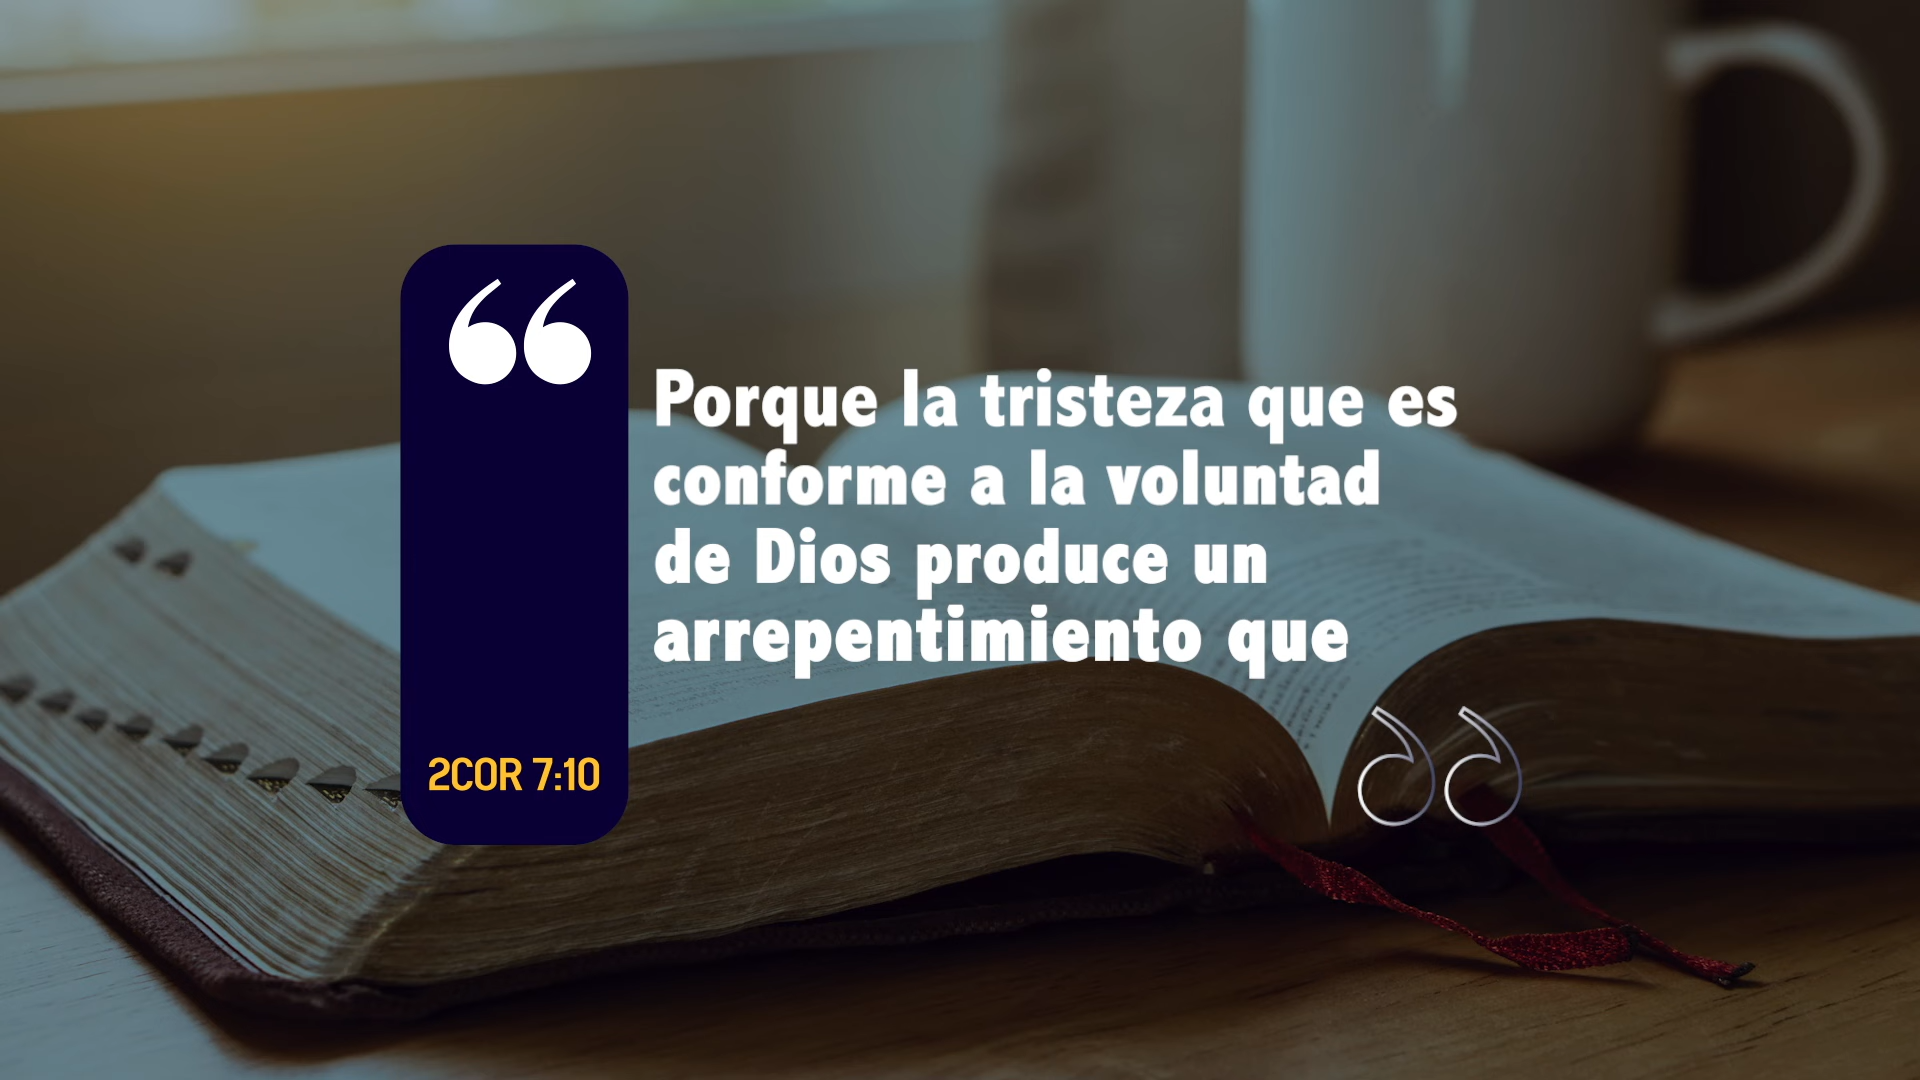 “
Porque la tristeza que es
conforme a la voluntad
de Dios produce un
arrepentimiento que
”
2COR 7:10